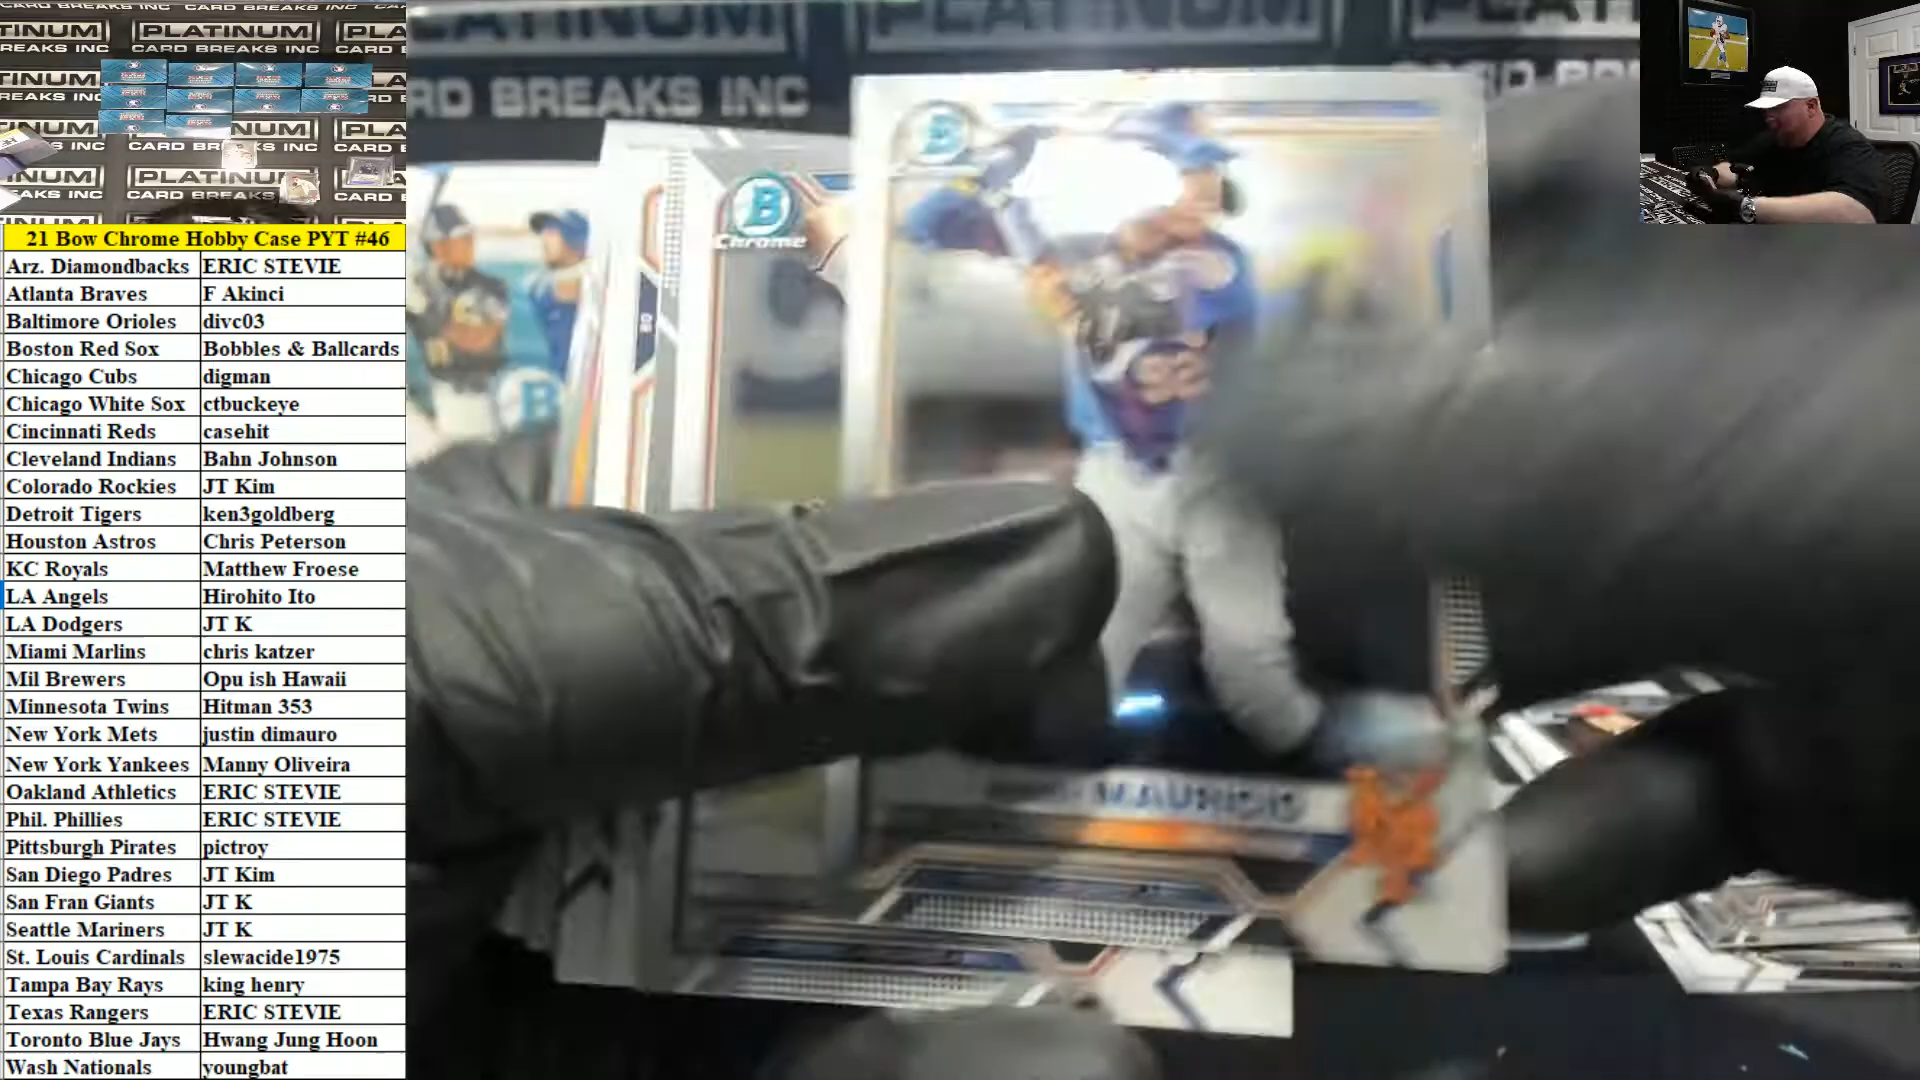 PLATINUM
CARD BREAKS INC
RD BREAKS INC
21 Bow Chrome Hobby Case PYT #46
Arz. Diamondbacks ERIC STEVIE
Atlanta Braves F Akinci
Baltimore Orioles divc03
Boston Red Sox Bobbles & Ballcards
Chicago Cubs digman
Chicago White Sox ctbuckeye
Cincinnati Reds casehit
Cleveland Indians Bahn Johnson
Colorado Rockies JT Kim
Detroit Tigers ken3goldberg
Houston Astros Chris Peterson
KC Royals Matthew Froese
LA Angels Hirohito Ito
LA Dodgers JT K
Miami Marlins chris katzer
Mil Brewers Opu ish Hawaii
Minnesota Twins Hitman 353
New York Mets justin dimauro
New York Yankees Manny Oliveira
Oakland Athletics ERIC STEVIE
Phil. Phillies ERIC STEVIE
Pittsburgh Pirates pictroy
San Diego Padres JT Kim
San Fran Giants JT K
Seattle Mariners JT K
St. Louis Cardinals slewacide1975
Tampa Bay Rays king henry
Texas Rangers ERIC STEVIE
Toronto Blue Jays Hwang Jung Hoon
Wash Nationals youngbat
B
Chrome
B
B
MAURICIO